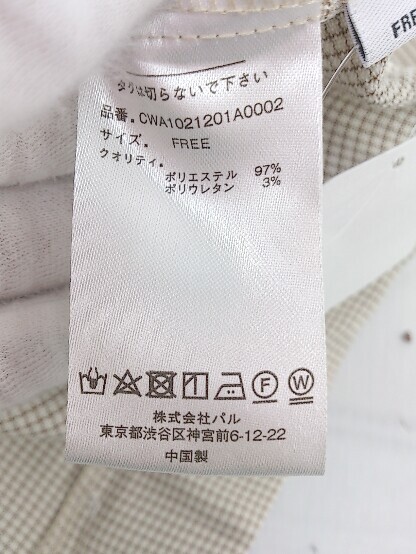 タグは切らないで下さい
品番.CWA1021201A0002
サイズ. FREE
クオリティ.
ポリエステル 97%
ポリウレタン 3%
F W
株式会社パル
東京都渋谷区神宮前6-12-22
中国製
FRE